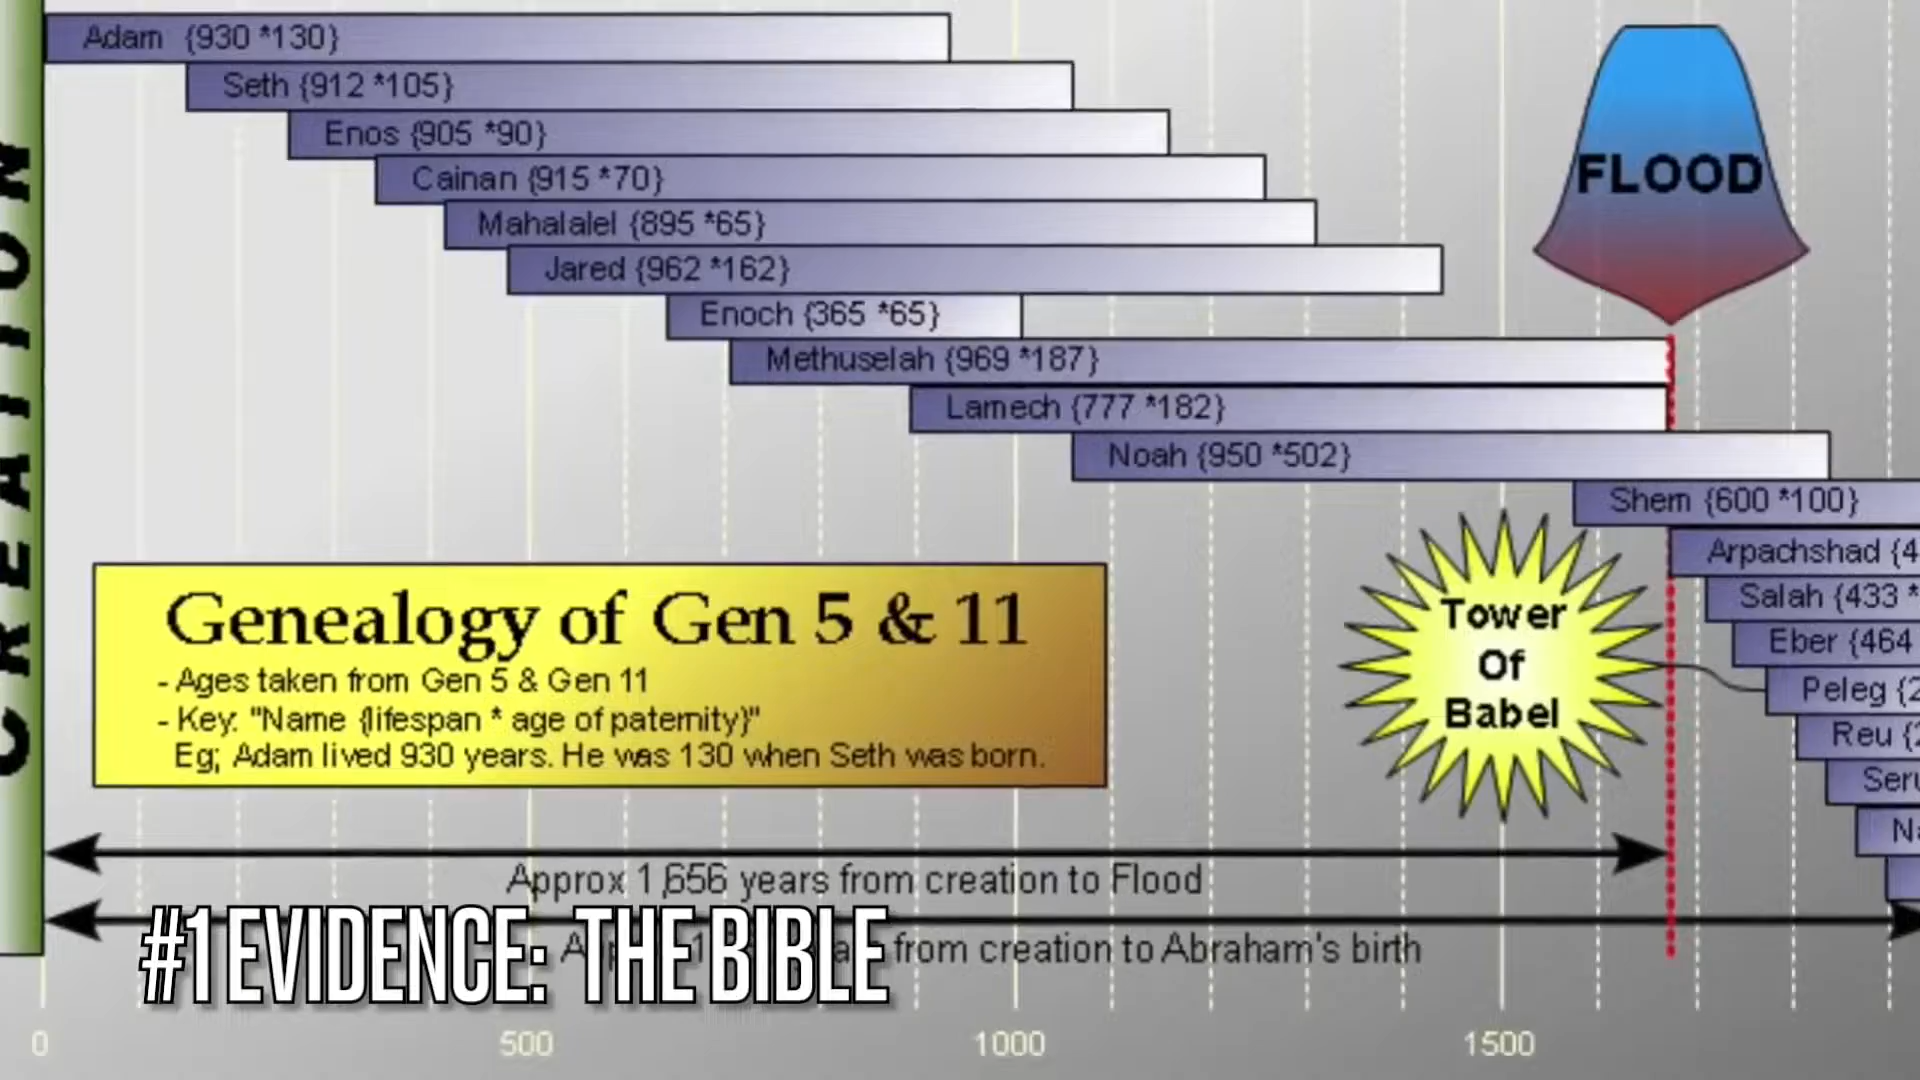 CREATION
Adam {930 *130}
Seth {912 *105}
Enos {905 *90}
Cainan {915 *70}
Mahalalel {895 *65}
Jared {962 *162}
Enoch {365 *65}
Methuselah {969 *187}
Lamech {777 *182}
Noah {950 *502}
Shem {600 *100}
Arpachshad {4
Salah {433 *
Eber {464
Peleg {2
Reu {2
Seru
Na
FLOOD
Tower
Of
Babel
Genealogy of Gen 5 & 11
- Ages taken from Gen 5 & Gen 11
- Key: "Name {lifespan * age of paternity}"
Eg; Adam lived 930 years. He was 130 when Seth was born.
Approx 1,656 years from creation to Flood
from creation to Abraham's birth
#1 EVIDENCE: THE BIBLE
0 500 1000 1500